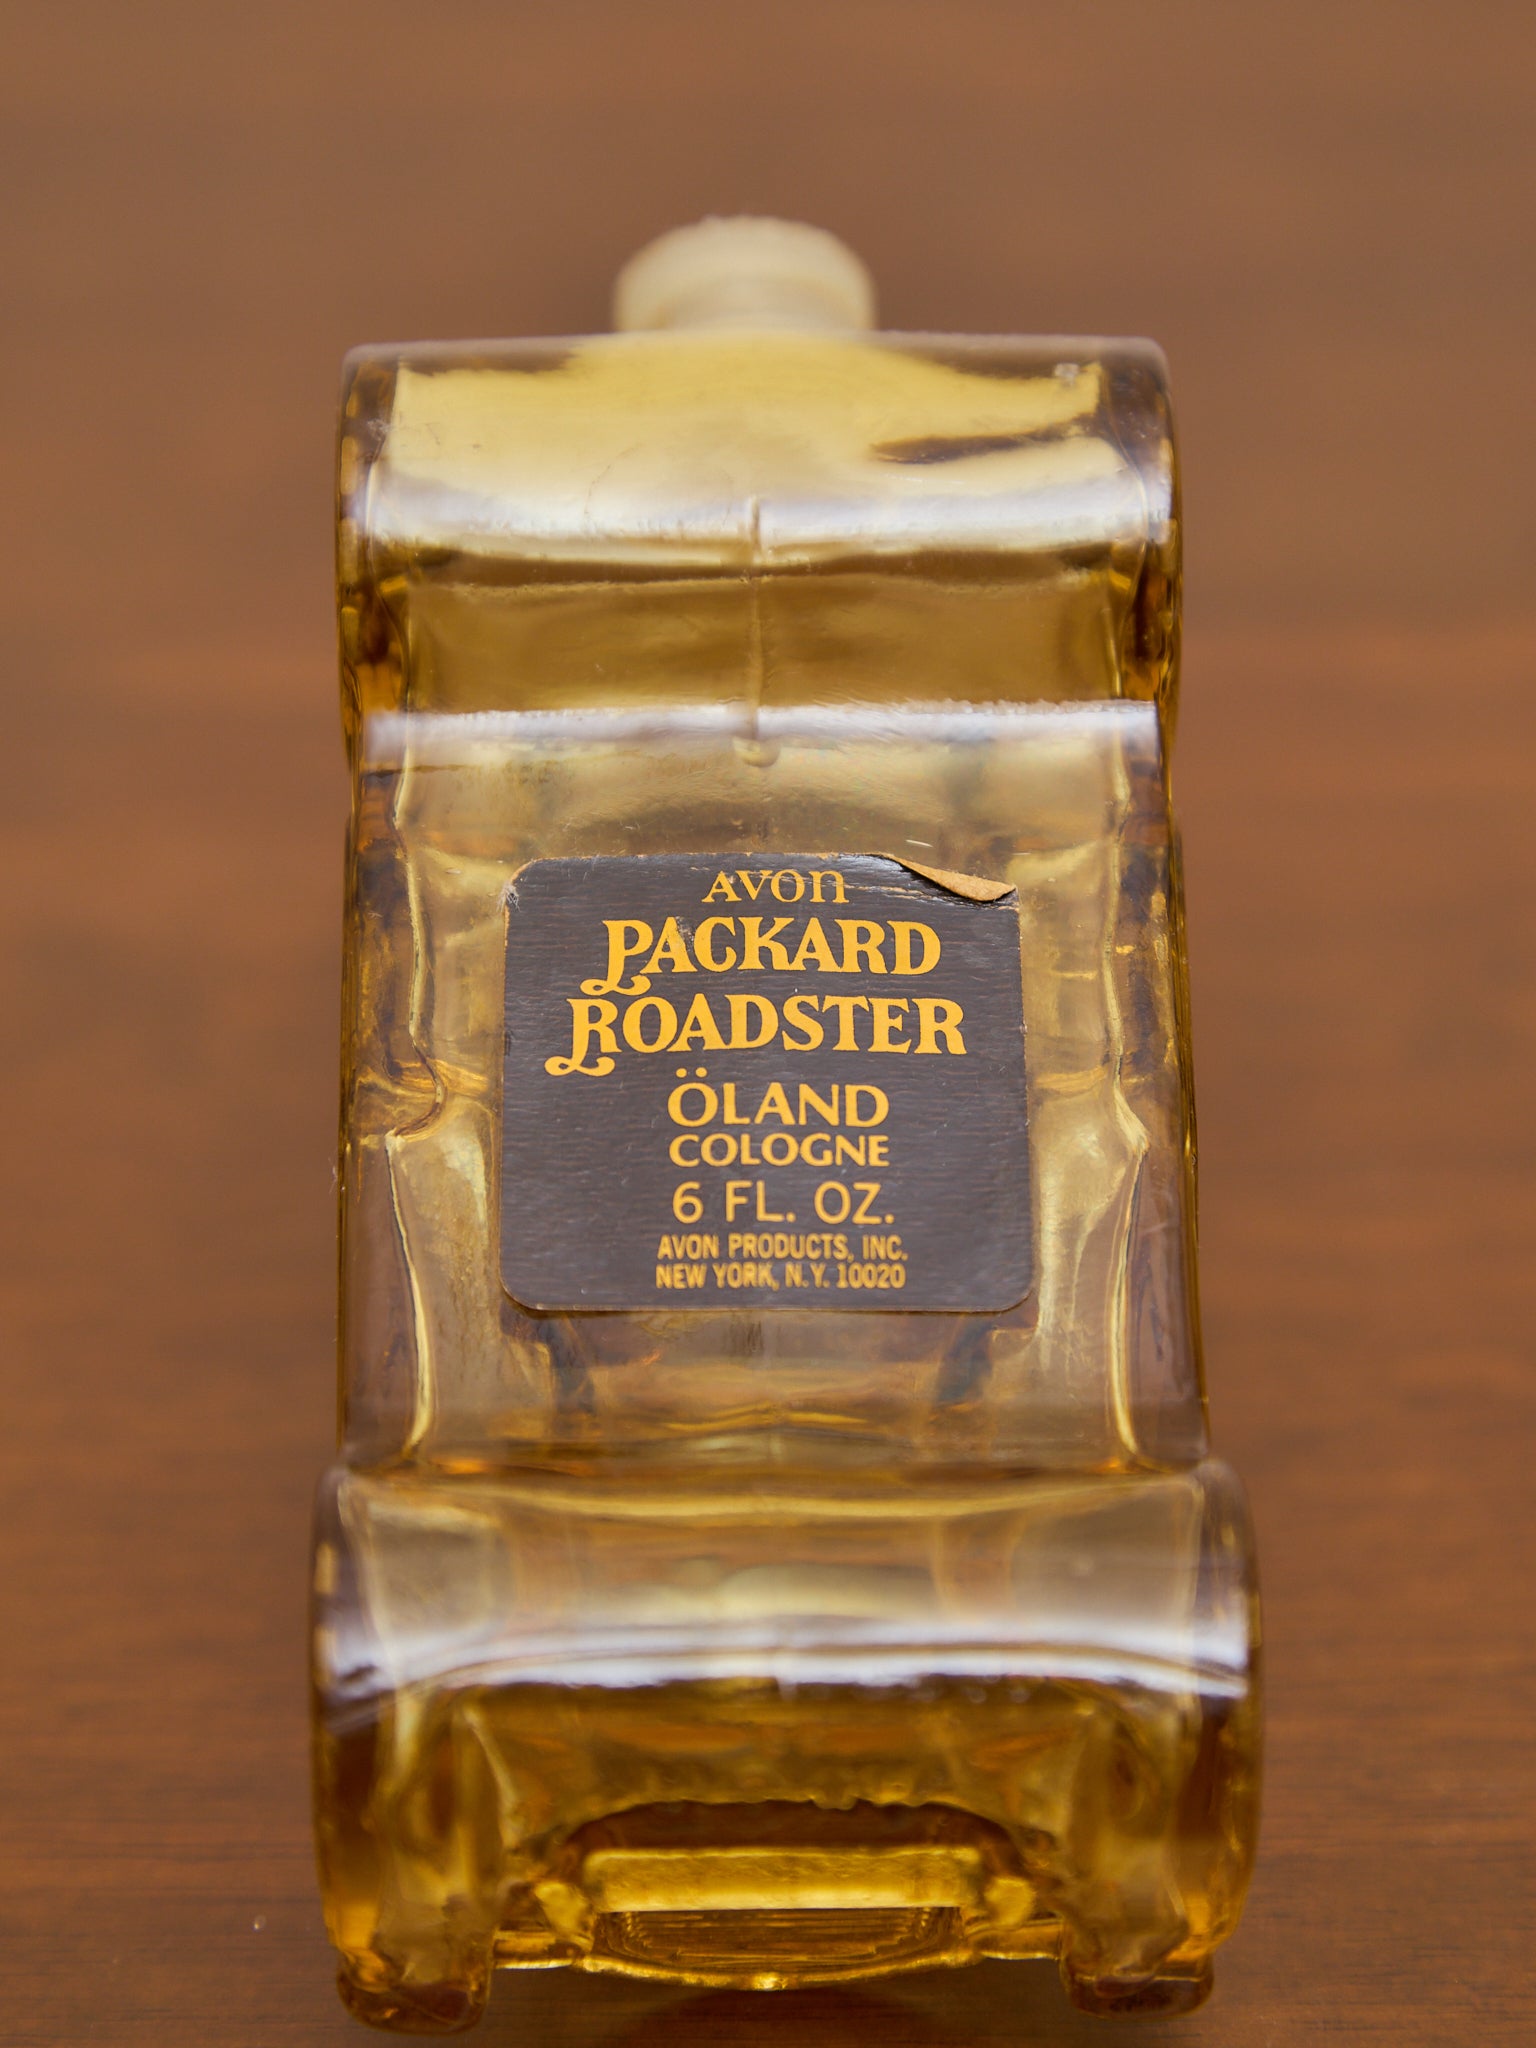 AVON
PACKARD
ROADSTER
ÖLAND
COLOGNE
6 FL. OZ.
AVON PRODUCTS, INC.
NEW YORK, N.Y. 10020